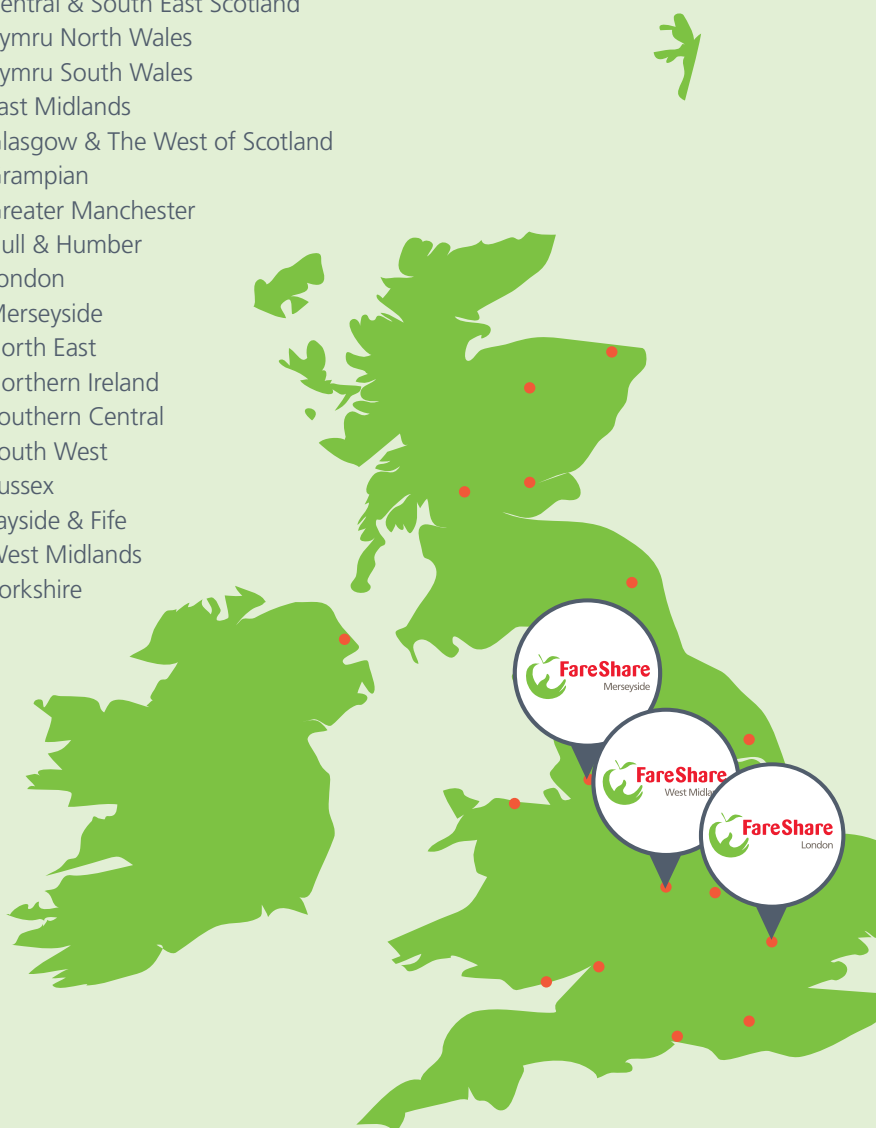 entral & South East Scotland
ymru North Wales
ymru South Wales
ast Midlands
lasgow & The West of Scotland
rampian
reater Manchester
ull & Humber
ondon
Merseyside
orth East
orthern Ireland
outhern Central
outh West
ussex
ayside & Fife
West Midlands
orkshire
FareShare
Merseyside
FareShare
West Midla
FareShare
London